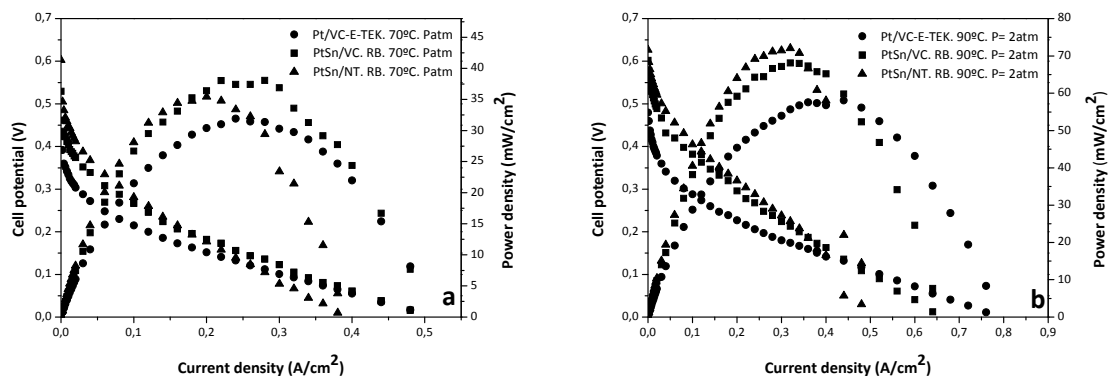 0,7
0,6
0,5
0,4
0,3
0,2
0,1
0,0
Cell potential (V)
Pt/VC-E-TEK. 70ºC. Patm
PtSn/VC. RB. 70ºC. Patm
PtSn/NT. RB. 70ºC. Patm
45
40
35
30
25
20
15
10
5
0
Power density (mW/cm²)
a
0,0 0,1 0,2 0,3 0,4 0,5
Current density (A/cm²)
0,7
0,6
0,5
0,4
0,3
0,2
0,1
0,0
Cell potential (V)
Pt/VC-E-TEK. 90ºC. P= 2atm
PtSn/VC. RB. 90ºC. P= 2atm
PtSn/NT. RB. 90ºC. P= 2atm
80
70
60
50
40
30
20
10
0
Power density (mW/cm²)
b
0,0 0,1 0,2 0,3 0,4 0,5 0,6 0,7 0,8 0,9
Current density (A/cm²)